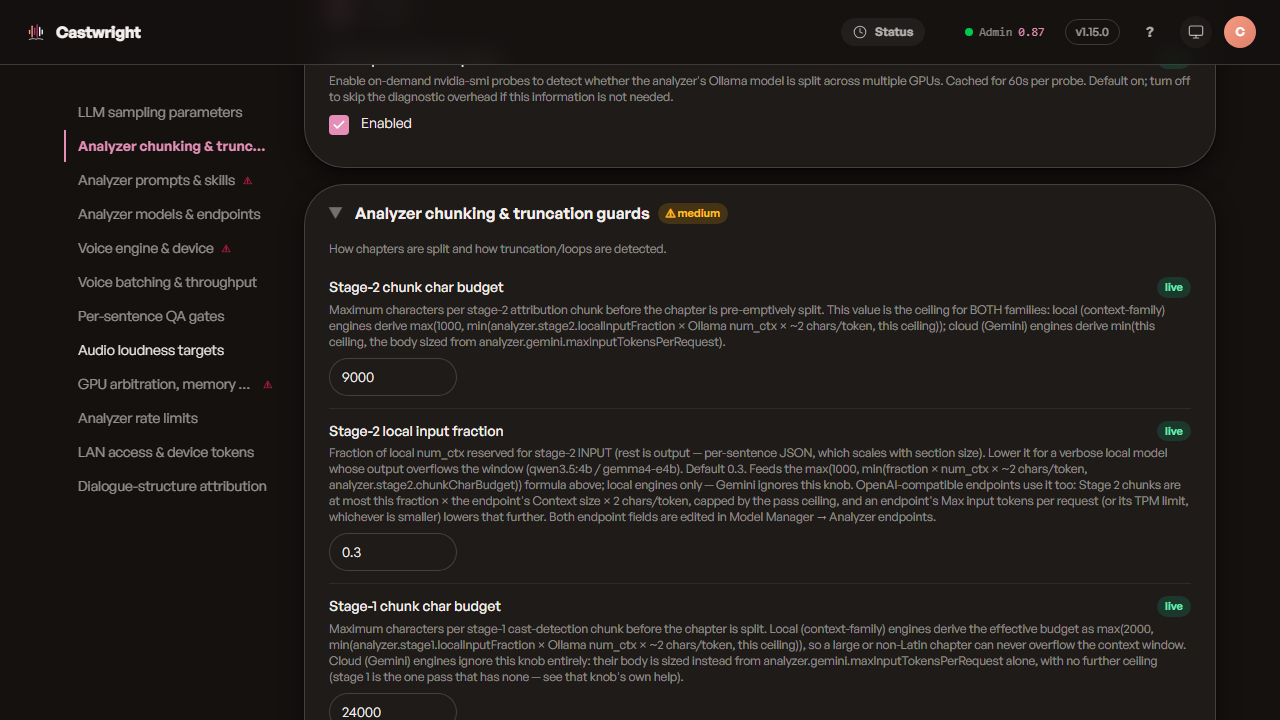 Castwright
Status
Admin 0.87
v1.15.0
?
C
LLM sampling parameters
Analyzer chunking & trunc...
Analyzer prompts & skills
Analyzer models & endpoints
Voice engine & device
Voice batching & throughput
Per-sentence QA gates
Audio loudness targets
GPU arbitration, memory ...
Analyzer rate limits
LAN access & device tokens
Dialogue-structure attribution
Enable on-demand nvidia-smi probes to detect whether the analyzer's Ollama model is split across multiple GPUs. Cached for 60s per probe. Default on; turn off
to skip the diagnostic overhead if this information is not needed.
Enabled
Analyzer chunking & truncation guards
medium
How chapters are split and how truncation/loops are detected.
Stage-2 chunk char budget
live
Maximum characters per stage-2 attribution chunk before the chapter is pre-emptively split. This value is the ceiling for BOTH families: local (context-family)
engines derive max(1000, min(analyzer.stage2.localInputFraction × Ollama num_ctx × ~2 chars/token, this ceiling)); cloud (Gemini) engines derive min(this
ceiling, the body sized from analyzer.gemini.maxInputTokensPerRequest).
9000
Stage-2 local input fraction
live
Fraction of local num_ctx reserved for stage-2 INPUT (rest is output — per-sentence JSON, which scales with section size). Lower it for a verbose local model
whose output overflows the window (qwen3.5:4b / gemma4-e4b). Default 0.3. Feeds the max(1000, min(fraction × num_ctx × ~2 chars/token,
analyzer.stage2.chunkCharBudget)) formula above; local engines only — Gemini ignores this knob. OpenAI-compatible endpoints use it too: Stage 2 chunks are
at most this fraction × the endpoint's Context size × 2 chars/token, capped by the pass ceiling, and an endpoint's Max input tokens per request (or its TPM limit,
whichever is smaller) lowers that further. Both endpoint fields are edited in Model Manager → Analyzer endpoints.
0.3
Stage-1 chunk char budget
live
Maximum characters per stage-1 cast-detection chunk before the chapter is split. Local (context-family) engines derive the effective budget as max(2000,
min(analyzer.stage1.localInputFraction × Ollama num_ctx × ~2 chars/token, this ceiling)), so a large or non-Latin chapter can never overflow the context window.
Cloud (Gemini) engines ignore this knob entirely: their body is sized instead from analyzer.gemini.maxInputTokensPerRequest alone, with no further ceiling
(stage 1 is the one pass that has none — see that knob's own help).
24000